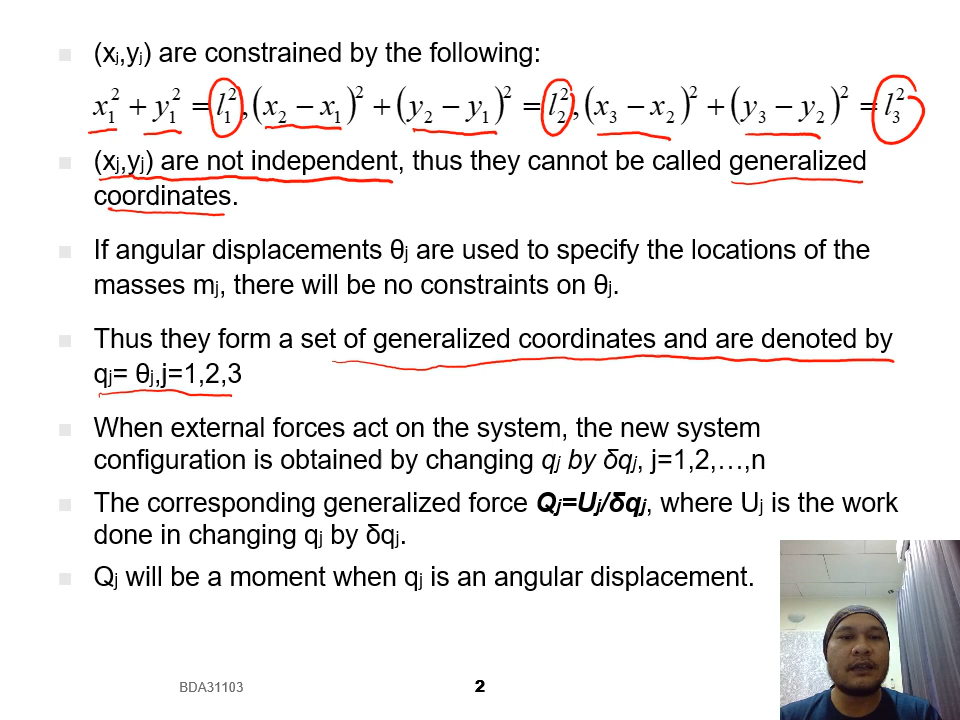 (xⱼ,yⱼ) are constrained by the following:
x₁² + y₁² = l₁², (x₂ − x₁)² + (y₂ − y₁)² = l₂², (x₃ − x₂)² + (y₃ − y₂)² = l₃²
(xⱼ,yⱼ) are not independent, thus they cannot be called generalized
coordinates.
If angular displacements θⱼ are used to specify the locations of the
masses mⱼ, there will be no constraints on θⱼ.
Thus they form a set of generalized coordinates and are denoted by
qⱼ= θⱼ,j=1,2,3
When external forces act on the system, the new system
configuration is obtained by changing qⱼ by δqⱼ, j=1,2,…,n
The corresponding generalized force Qⱼ=Uⱼ/δqⱼ, where Uⱼ is the work
done in changing qⱼ by δqⱼ.
Qⱼ will be a moment when qⱼ is an angular displacement.
BDA31103
2